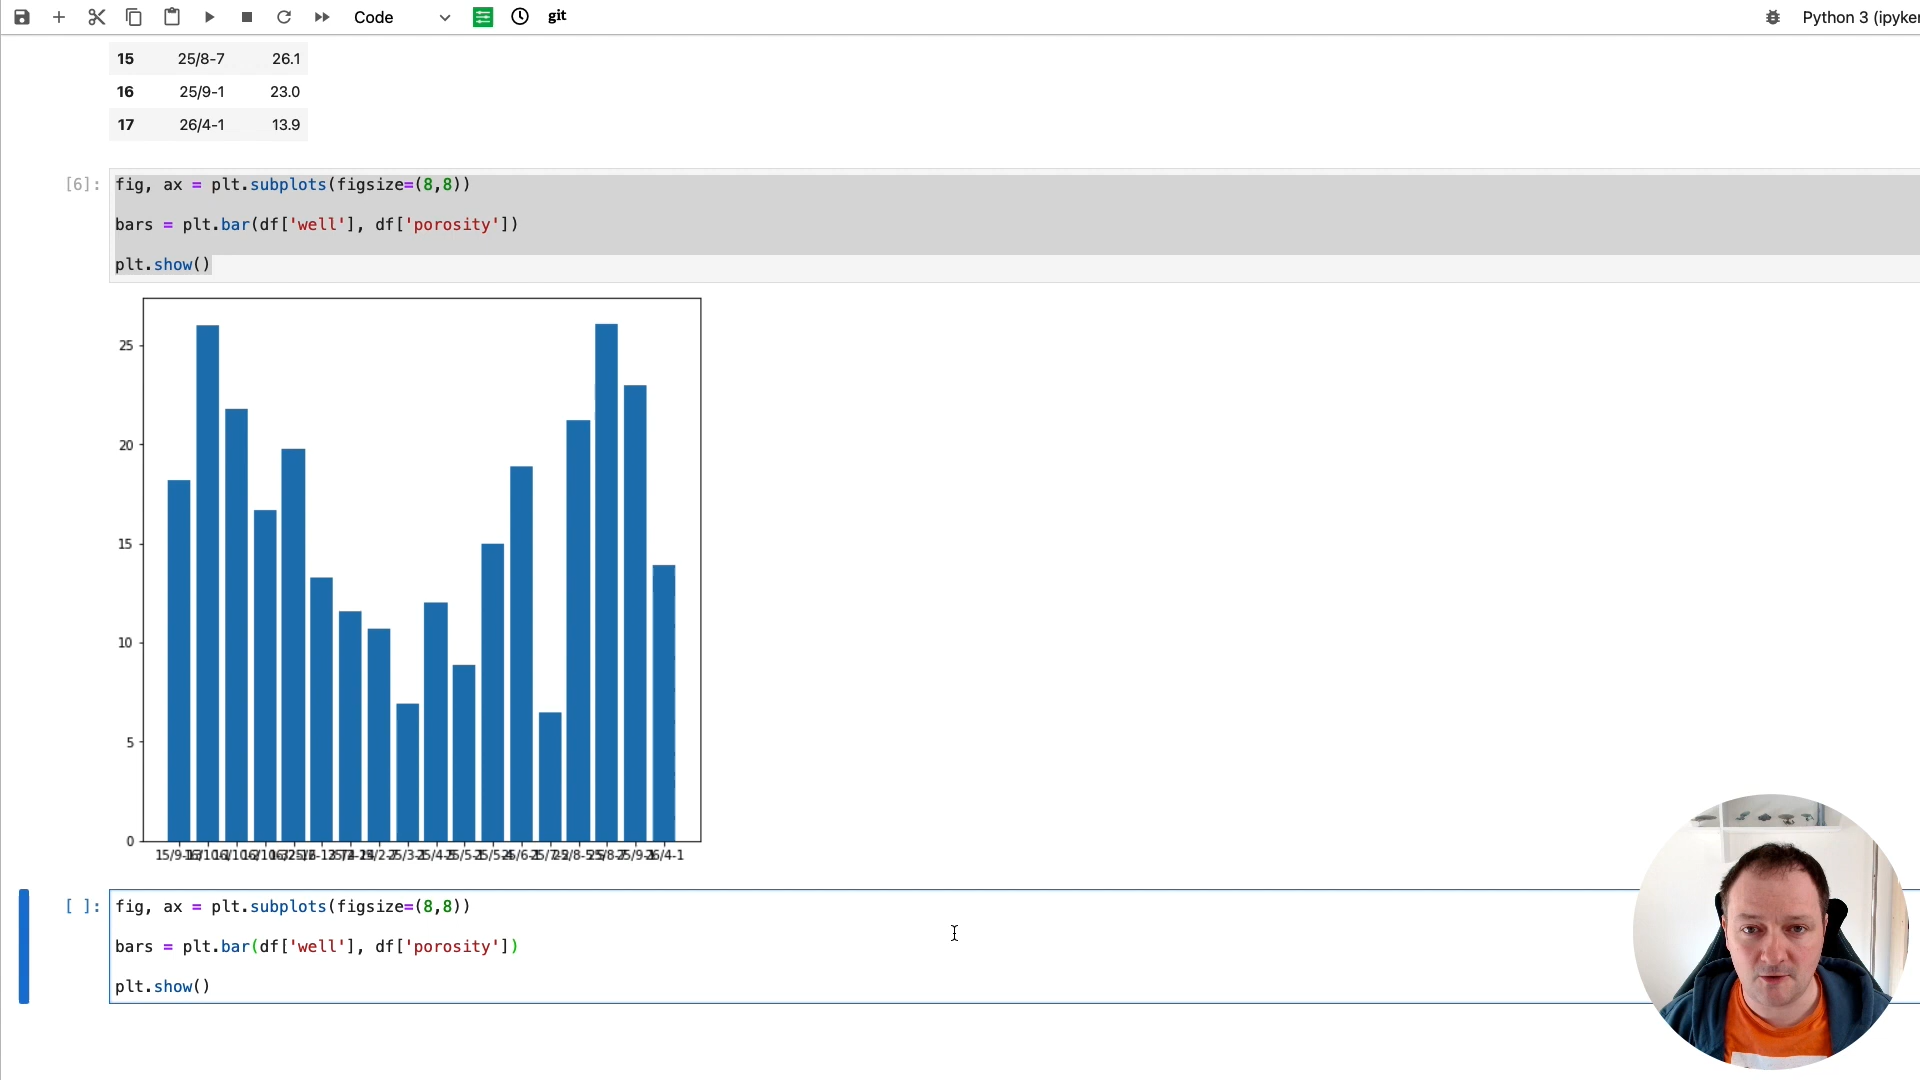 Code git Python 3 (ipyker
15 25/8-7 26.1
16 25/9-1 23.0
17 26/4-1 13.9
[6]: fig, ax = plt.subplots(figsize=(8,8))
bars = plt.bar(df['well'], df['porosity'])
plt.show()
25
20
15
10
5
0
[ ]: fig, ax = plt.subplots(figsize=(8,8))
bars = plt.bar(df['well'], df['porosity'])
plt.show()